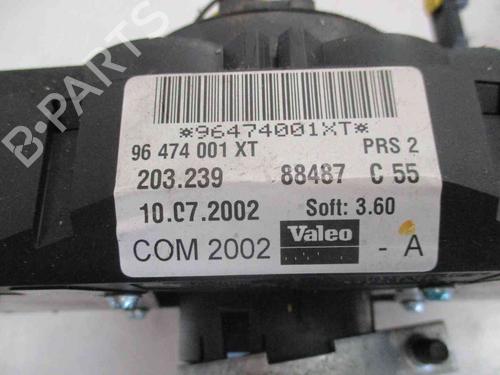 B-PARTS
*96474001XT*
96 474 001 XT PRS 2
203.239 88487 C 55
10.07.2002 Soft: 3.60
COM 2002 Valeo - A